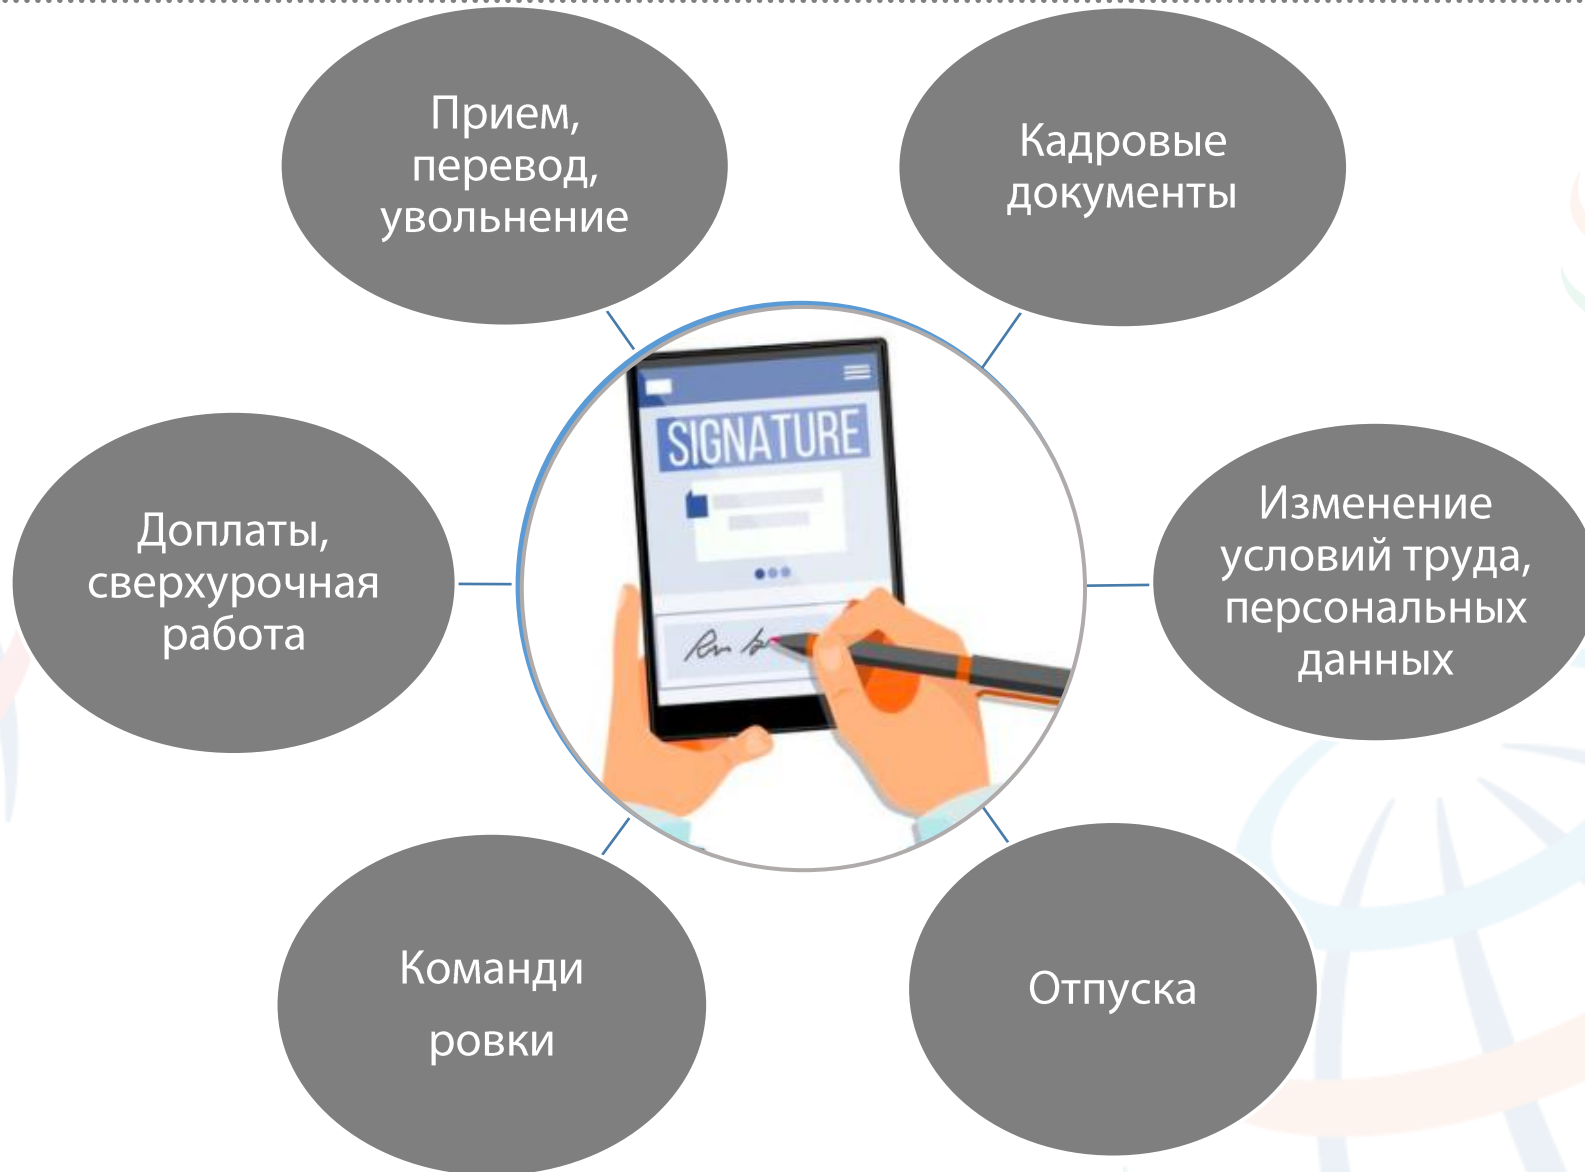 Прием,
перевод,
увольнение
Кадровые
документы
SIGNATURE
Доплаты,
сверхурочная
работа
Изменение
условий труда,
персональных
данных
Команди
ровки
Отпуска